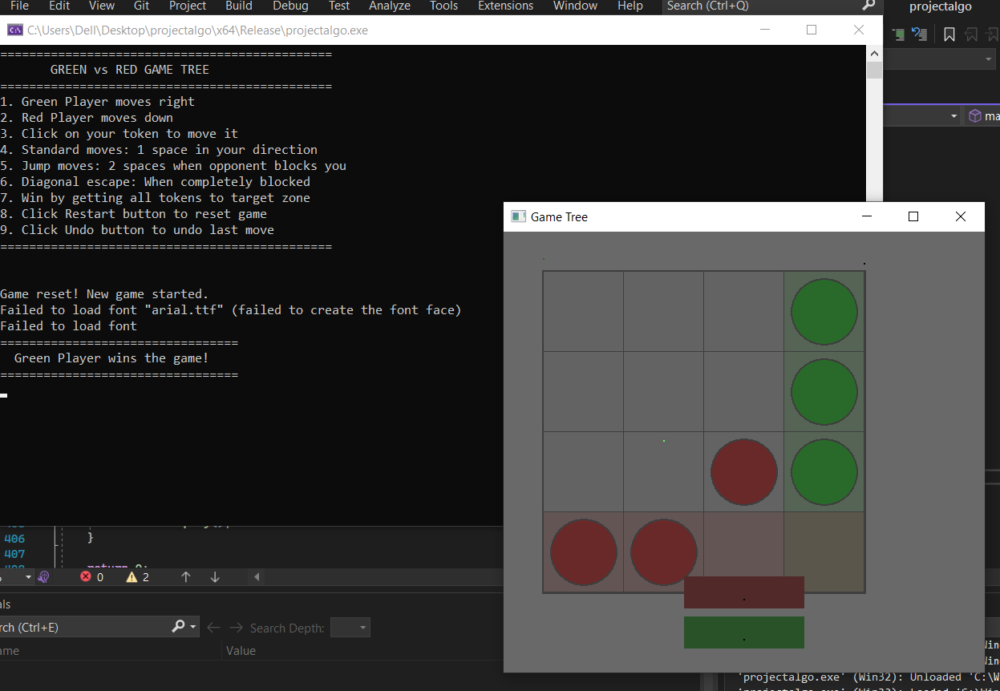 File Edit View Git Project Build Debug Test Analyze Tools Extensions Window Help Search (Ctrl+Q) projectalgo
C:\Users\Dell\Desktop\projectalgo\x64\Release\projectalgo.exe
==============================================
GREEN vs RED GAME TREE
==============================================
1. Green Player moves right
2. Red Player moves down
3. Click on your token to move it
4. Standard moves: 1 space in your direction
5. Jump moves: 2 spaces when opponent blocks you
6. Diagonal escape: When completely blocked
7. Win by getting all tokens to target zone
8. Click Restart button to reset game
9. Click Undo button to undo last move
==============================================
Game Tree
Game reset! New game started.
Failed to load font "arial.ttf" (failed to create the font face)
Failed to load font
=================================
Green Player wins the game!
=================================
406 }
407
0 2
Search Depth:
(Ctrl+E)
Value
'projectalgo.exe' (Win32): Unloaded 'C:\W